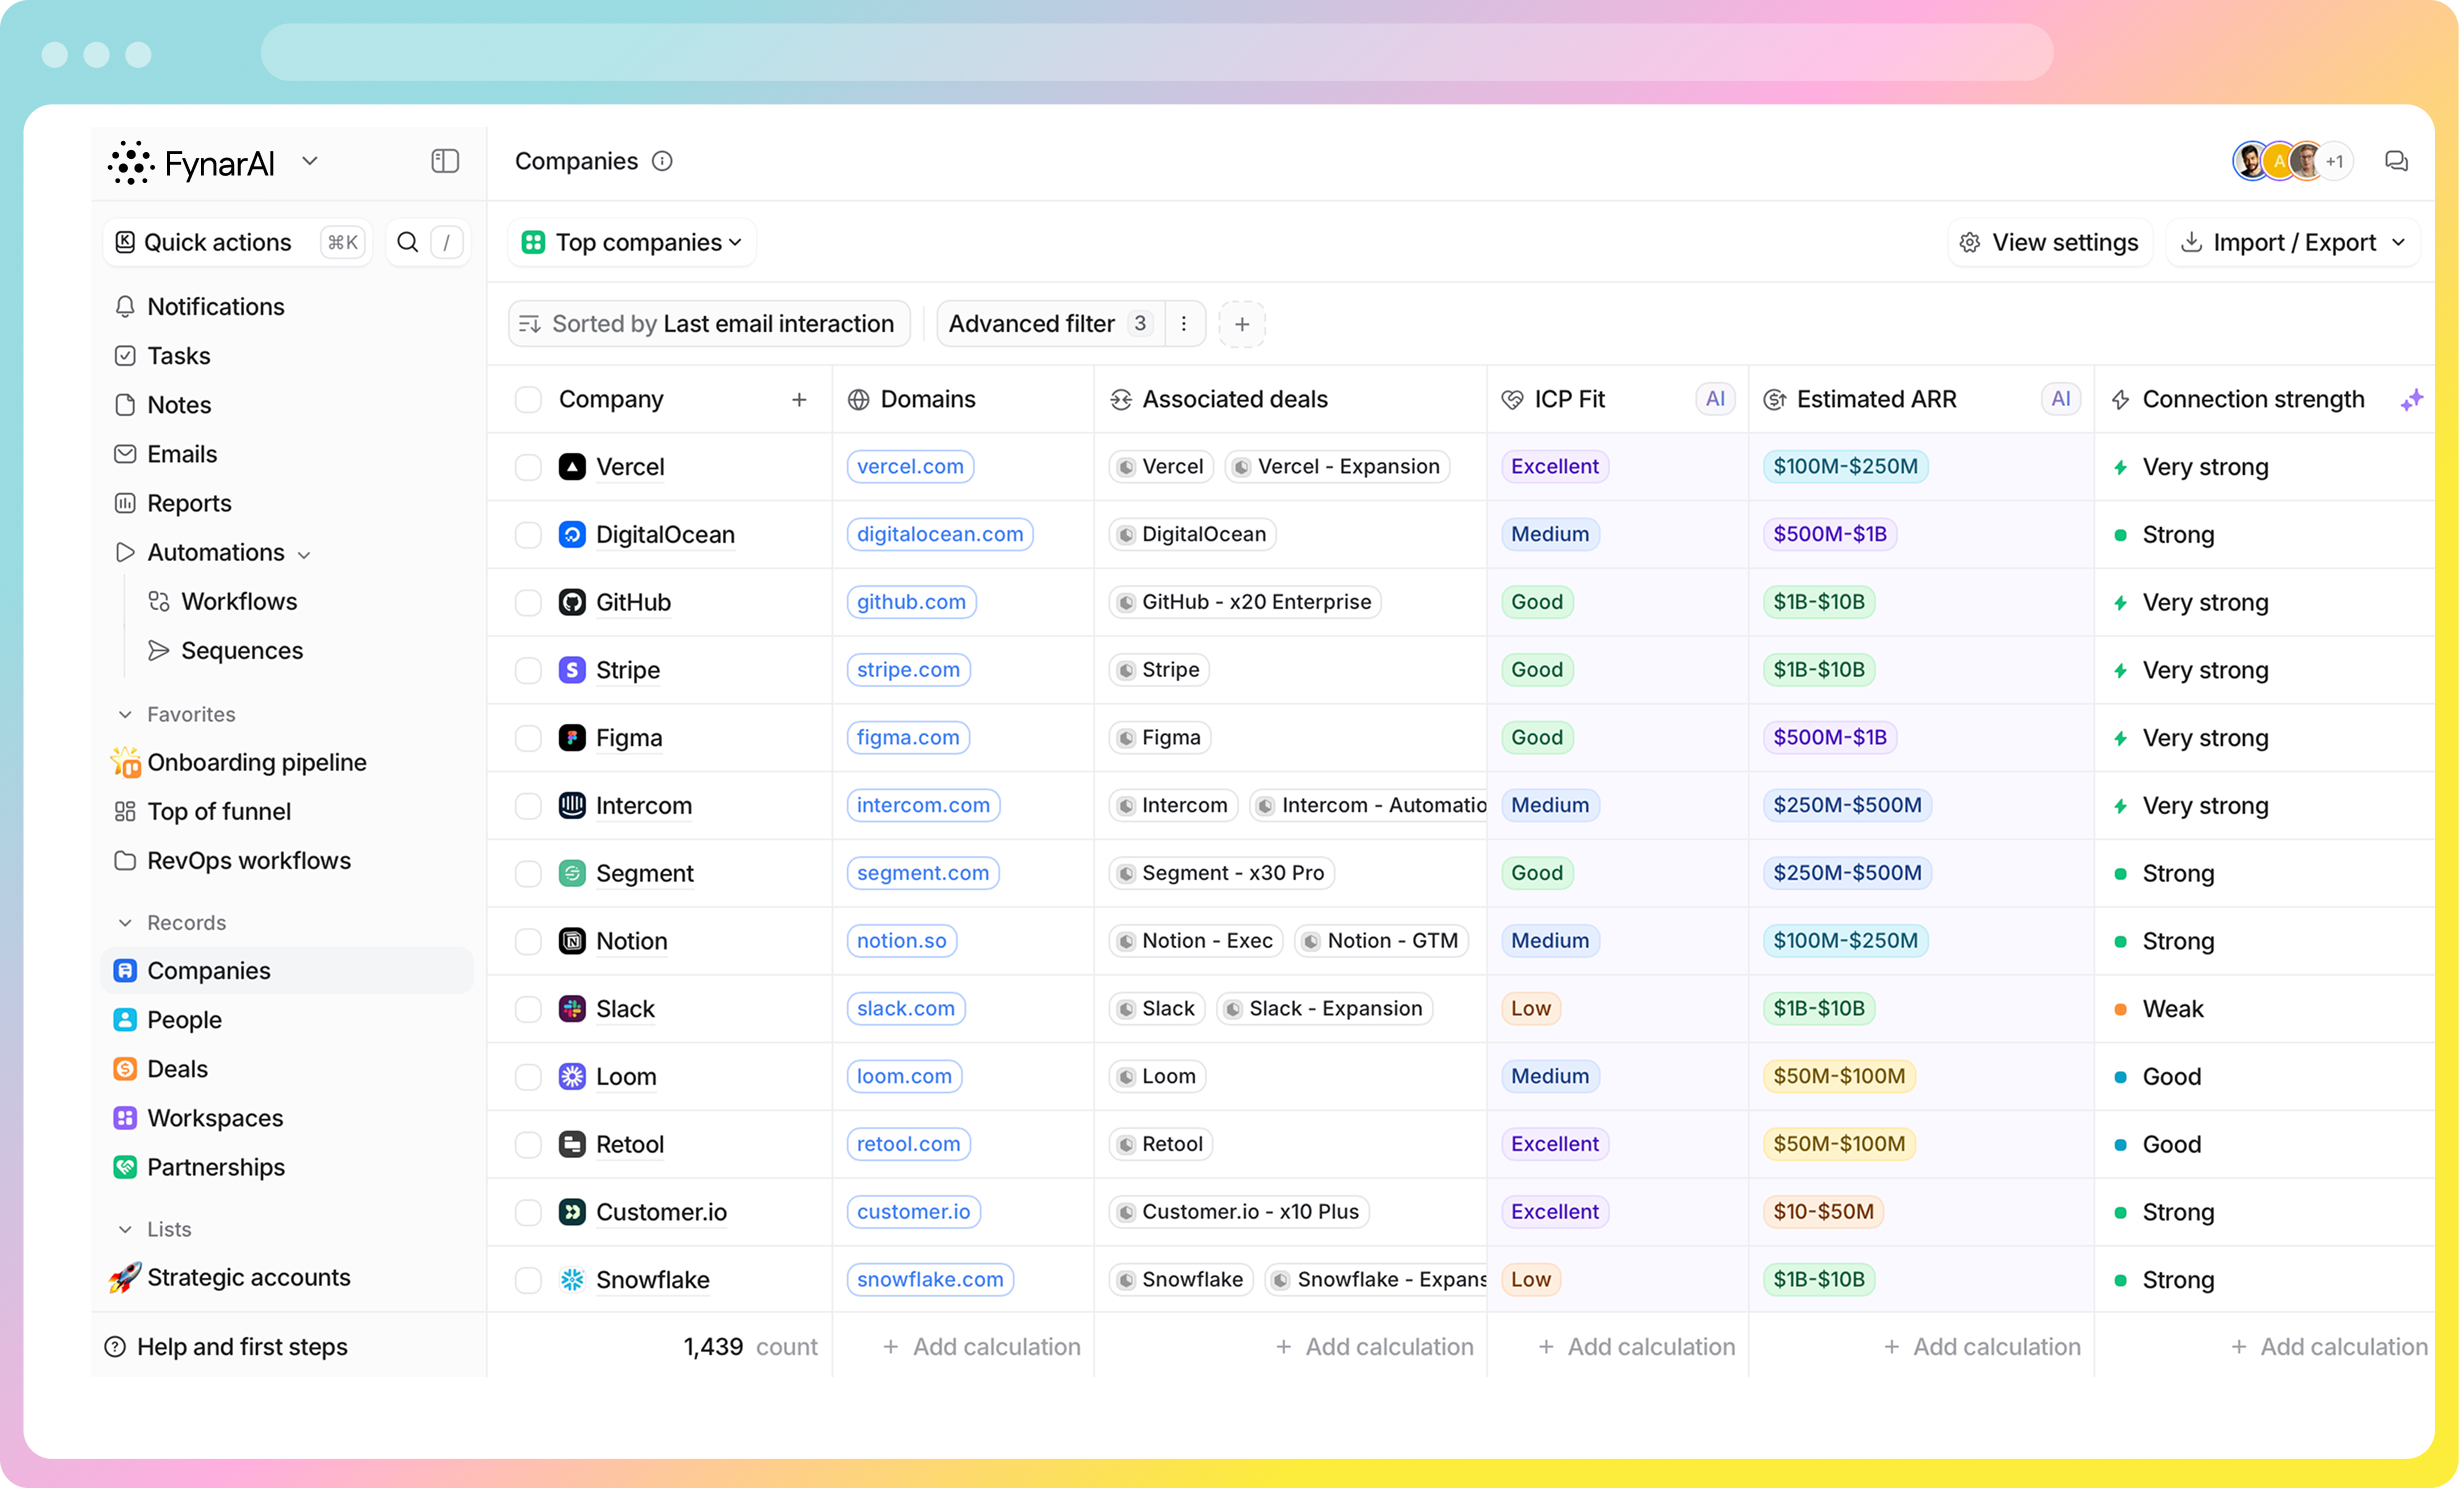 FynarAI
Companies
A
+1
Quick actions ⌘K /
Top companies
View settings
Import / Export
Notifications
Tasks
Notes
Emails
Reports
Automations
Workflows
Sequences
Favorites
Onboarding pipeline
Top of funnel
RevOps workflows
Records
Companies
People
Deals
Workspaces
Partnerships
Lists
Strategic accounts
Help and first steps
Sorted by Last email interaction
Advanced filter 3
Company + Domains Associated deals ICP Fit AI Estimated ARR AI Connection strength
Vercel vercel.com Vercel Vercel - Expansion Excellent $100M-$250M Very strong
DigitalOcean digitalocean.com DigitalOcean Medium $500M-$1B Strong
GitHub github.com GitHub - x20 Enterprise Good $1B-$10B Very strong
Stripe stripe.com Stripe Good $1B-$10B Very strong
Figma figma.com Figma Good $500M-$1B Very strong
Intercom intercom.com Intercom Intercom - Automatio Medium $250M-$500M Very strong
Segment segment.com Segment - x30 Pro Good $250M-$500M Strong
Notion notion.so Notion - Exec Notion - GTM Medium $100M-$250M Strong
Slack slack.com Slack Slack - Expansion Low $1B-$10B Weak
Loom loom.com Loom Medium $50M-$100M Good
Retool retool.com Retool Excellent $50M-$100M Good
Customer.io customer.io Customer.io - x10 Plus Excellent $10-$50M Strong
Snowflake snowflake.com Snowflake Snowflake - Expans Low $1B-$10B Strong
1,439 count + Add calculation + Add calculation + Add calculation + Add calculation + Add calculation